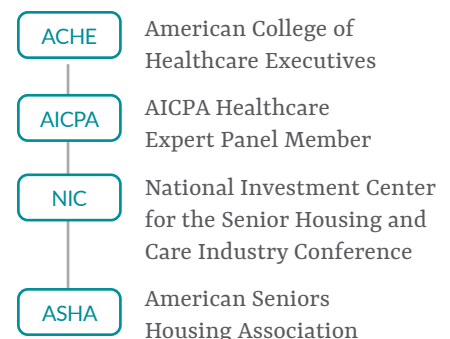 ACHE
American College of
Healthcare Executives
AICPA
AICPA Healthcare
Expert Panel Member
NIC
National Investment Center
for the Senior Housing and
Care Industry Conference
ASHA
American Seniors
Housing Association